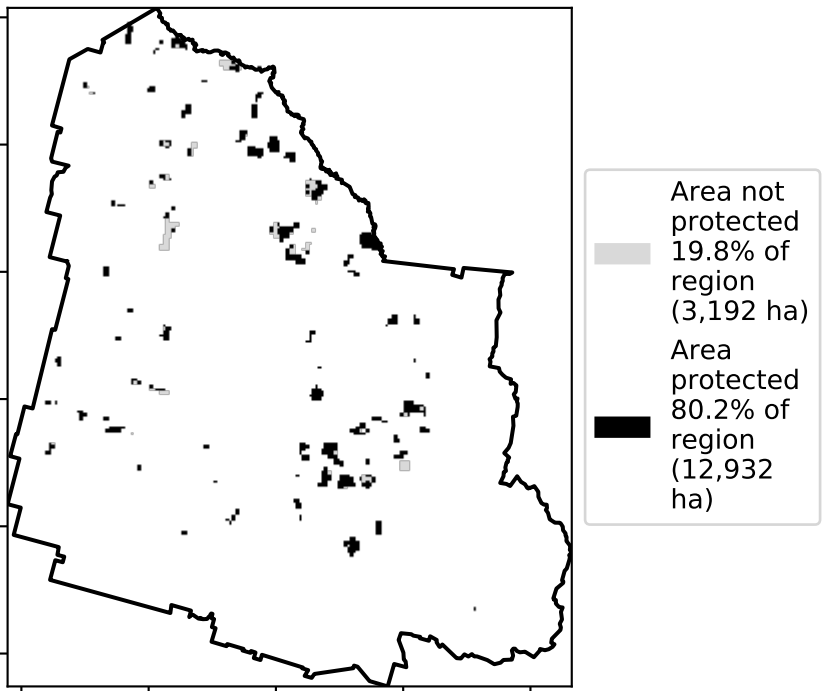 Area not
protected
19.8% of
region
(3,192 ha)
Area
protected
80.2% of
region
(12,932
ha)